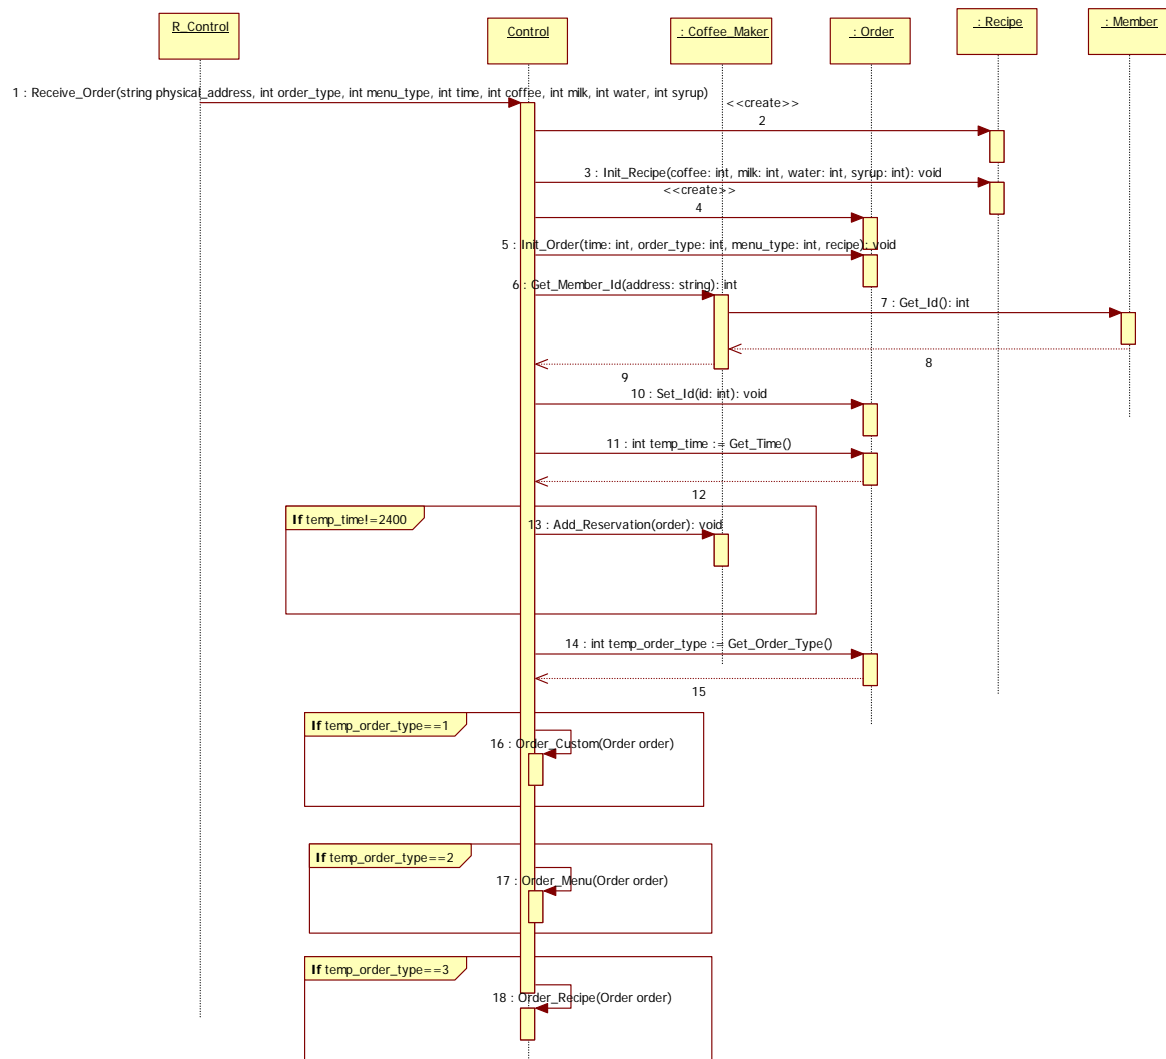 R_Control
Control
: Coffee_Maker
: Order
: Recipe
: Member
1 : Receive_Order(string physical_address, int order_type, int menu_type, int time, int coffee, int milk, int water, int syrup)
<<create>>
2
3 : Init_Recipe(coffee: int, milk: int, water: int, syrup: int): void
<<create>>
4
5 : Init_Order(time: int, order_type: int, menu_type: int, recipe): void
6 : Get_Member_Id(address: string): int
7 : Get_Id(): int
8
9
10 : Set_Id(id: int): void
11 : int temp_time := Get_Time()
12
If temp_time!=2400
13 : Add_Reservation(order): void
14 : int temp_order_type := Get_Order_Type()
15
If temp_order_type==1
16 : Order_Custom(Order order)
If temp_order_type==2
17 : Order_Menu(Order order)
If temp_order_type==3
18 : Order_Recipe(Order order)